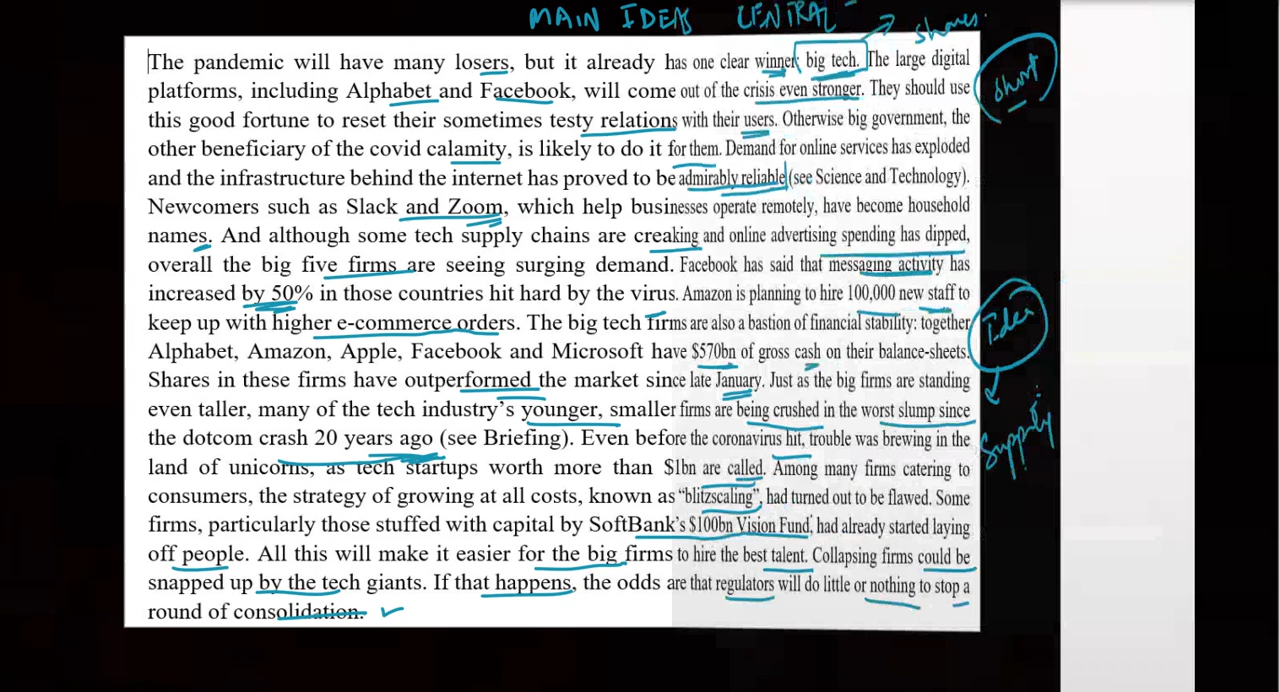 MAIN IDEA CENTRAL
shares.
The pandemic will have many losers, but it already has one clear winner: big tech. The large digital
platforms, including Alphabet and Facebook, will come out of the crisis even stronger. They should use
short
this good fortune to reset their sometimes testy relations with their users. Otherwise big government, the
other beneficiary of the covid calamity, is likely to do it for them. Demand for online services has exploded
and the infrastructure behind the internet has proved to be admirably reliable (see Science and Technology).
Newcomers such as Slack and Zoom, which help businesses operate remotely, have become household
names. And although some tech supply chains are creaking and online advertising spending has dipped,
overall the big five firms are seeing surging demand. Facebook has said that messaging activity has
increased by 50% in those countries hit hard by the virus. Amazon is planning to hire 100,000 new staff to
keep up with higher e-commerce orders. The big tech firms are also a bastion of financial stability: together
Idea
Alphabet, Amazon, Apple, Facebook and Microsoft have $570bn of gross cash on their balance-sheets.
Shares in these firms have outperformed the market since late January. Just as the big firms are standing
even taller, many of the tech industry's younger, smaller firms are being crushed in the worst slump since
the dotcom crash 20 years ago (see Briefing). Even before the coronavirus hit, trouble was brewing in the
land of unicorns, as tech startups worth more than $1bn are called. Among many firms catering to
consumers, the strategy of growing at all costs, known as “blitzscaling”, had turned out to be flawed. Some
firms, particularly those stuffed with capital by SoftBank's $100bn Vision Fund, had already started laying
off people. All this will make it easier for the big firms to hire the best talent. Collapsing firms could be
snapped up by the tech giants. If that happens, the odds are that regulators will do little or nothing to stop a
round of consolidation.